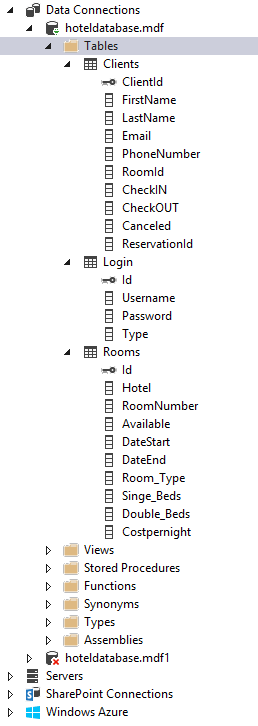 Data Connections
hoteldatabase.mdf
Tables
Clients
ClientId
FirstName
LastName
Email
PhoneNumber
RoomId
CheckIN
CheckOUT
Canceled
ReservationId
Login
Id
Username
Password
Type
Rooms
Id
Hotel
RoomNumber
Available
DateStart
DateEnd
Room_Type
Singe_Beds
Double_Beds
Costpernight
Views
Stored Procedures
Functions
Synonyms
Types
Assemblies
hoteldatabase.mdf1
Servers
SharePoint Connections
Windows Azure